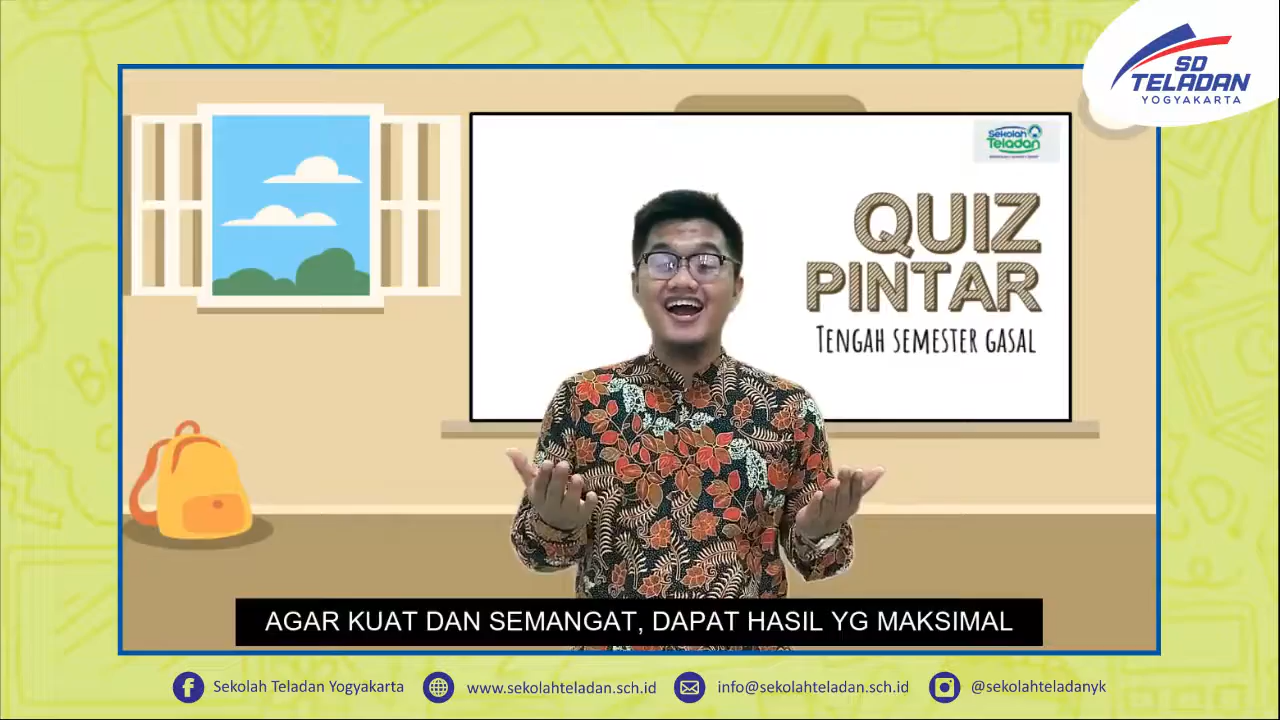 SD
TELADAN
YOGYAKARTA
Sekolah
Teladan
QUIZ
PINTAR
TENGAH SEMESTER GASAL
AGAR KUAT DAN SEMANGAT, DAPAT HASIL YG MAKSIMAL
Sekolah Teladan Yogyakarta
www.sekolahteladan.sch.id
info@sekolahteladan.sch.id
@sekolahteladanyk